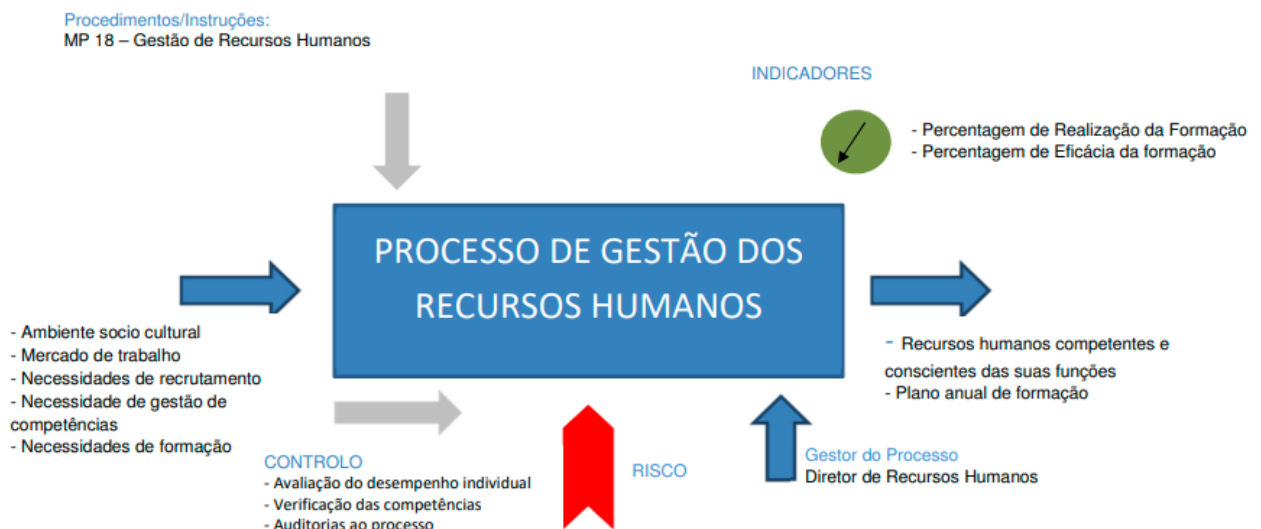 Procedimentos/Instruções:
MP 18 – Gestão de Recursos Humanos
INDICADORES
- Percentagem de Realização da Formação
- Percentagem de Eficácia da formação
PROCESSO DE GESTÃO DOS
RECURSOS HUMANOS
- Ambiente socio cultural
- Mercado de trabalho
- Necessidades de recrutamento
- Necessidade de gestão de
competências
- Necessidades de formação
- Recursos humanos competentes e
conscientes das suas funções
- Plano anual de formação
CONTROLO
- Avaliação do desempenho individual
- Verificação das competências
- Auditorias ao processo
RISCO
Gestor do Processo
Diretor de Recursos Humanos